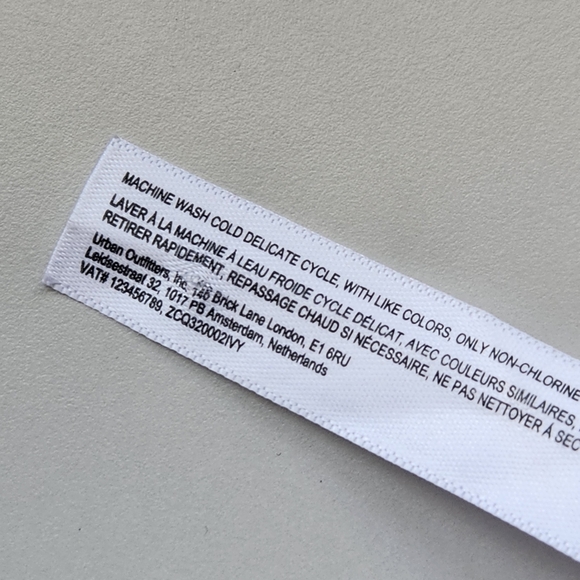 MACHINE WASH COLD DELICATE CYCLE, WITH LIKE COLORS, ONLY NON-CHLORINE
LAVER À LA MACHINE À LEAU FROIDE CYCLE DÉLICAT, AVEC COULEURS SIMILAIRES,
RETIRER RAPIDEMENT, REPASSAGE CHAUD SI NÉCESSAIRE, NE PAS NETTOYER À SEC
Urban Outfitters, Inc. 146 Brick Lane London, E1 6RU
Leidsestraat 32, 1017 PB Amsterdam, Netherlands
VAT# 123456789, ZCQ320002IVY